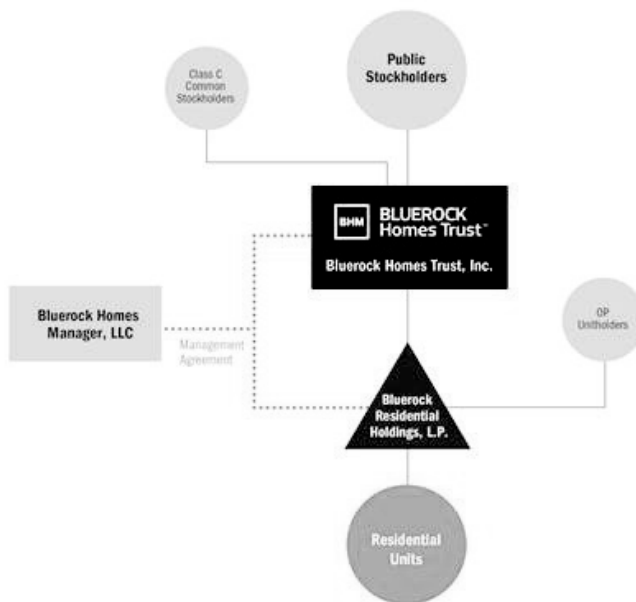 Public
Stockholders
Class C
Common
Stockholders
BHM
BLUEROCK
Homes Trust™
Bluerock Homes Trust, Inc.
Bluerock Homes
Manager, LLC
Management
Agreement
OP
Unitholders
Bluerock
Residential
Holdings, L.P.
Residential
Units